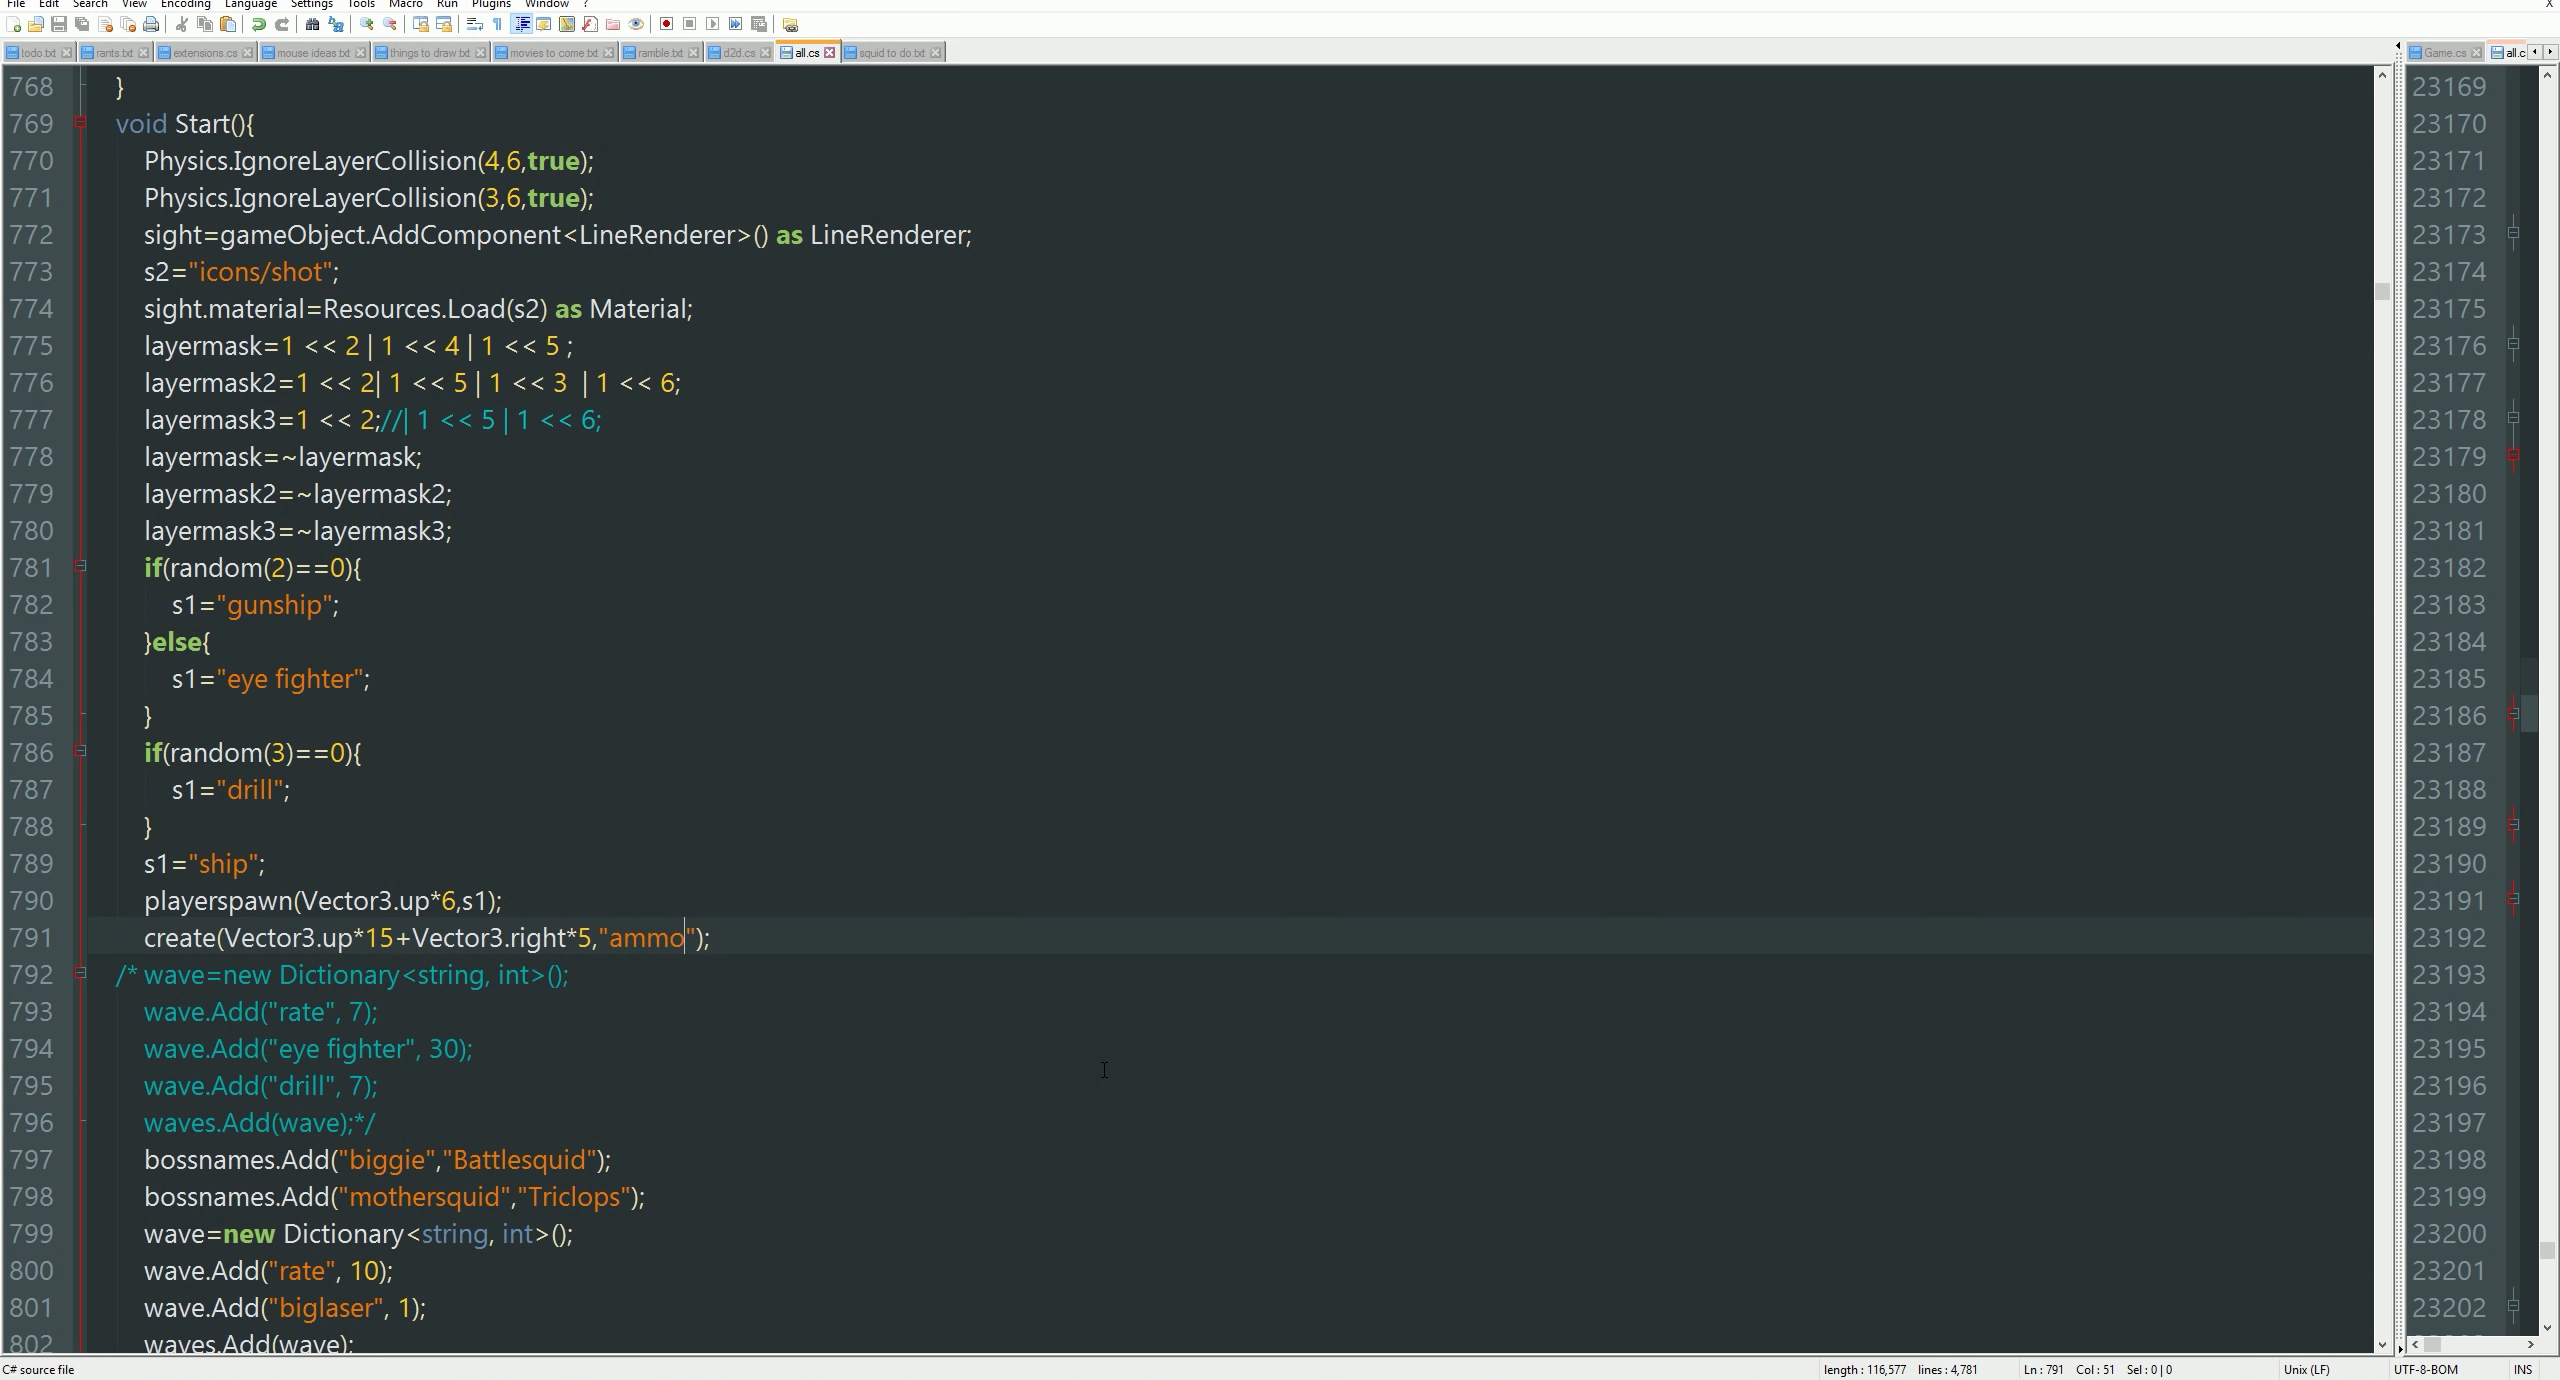 File Edit Search View Encoding Language Settings Tools Macro Run Plugins Window ? X
todo.txt rants.txt extensions.cs mouse ideas.txt things to draw.txt movies to come.txt ramble.txt d2d.cs all.cs squid to do.txt Game.cs all.c
768 }
769 void Start(){
770 Physics.IgnoreLayerCollision(4,6,true);
771 Physics.IgnoreLayerCollision(3,6,true);
772 sight=gameObject.AddComponent<LineRenderer>() as LineRenderer;
773 s2="icons/shot";
774 sight.material=Resources.Load(s2) as Material;
775 layermask=1 << 2 | 1 << 4 | 1 << 5 ;
776 layermask2=1 << 2| 1 << 5 | 1 << 3 | 1 << 6;
777 layermask3=1 << 2;//| 1 << 5 | 1 << 6;
778 layermask=~layermask;
779 layermask2=~layermask2;
780 layermask3=~layermask3;
781 if(random(2)==0){
782 s1="gunship";
783 }else{
784 s1="eye fighter";
785 }
786 if(random(3)==0){
787 s1="drill";
788 }
789 s1="ship";
790 playerspawn(Vector3.up*6,s1);
791 create(Vector3.up*15+Vector3.right*5,"ammo");
792 /* wave=new Dictionary<string, int>();
793 wave.Add("rate", 7);
794 wave.Add("eye fighter", 30);
795 wave.Add("drill", 7);
796 waves.Add(wave);*/
797 bossnames.Add("biggie","Battlesquid");
798 bossnames.Add("mothersquid","Triclops");
799 wave=new Dictionary<string, int>();
800 wave.Add("rate", 10);
801 wave.Add("biglaser", 1);
802 waves.Add(wave);
23169
23170
23171
23172
23173
23174
23175
23176
23177
23178
23179
23180
23181
23182
23183
23184
23185
23186
23187
23188
23189
23190
23191
23192
23193
23194
23195
23196
23197
23198
23199
23200
23201
23202
C# source file length : 116,577 lines : 4,781 Ln : 791 Col : 51 Sel : 0 | 0 Unix (LF) UTF-8-BOM INS